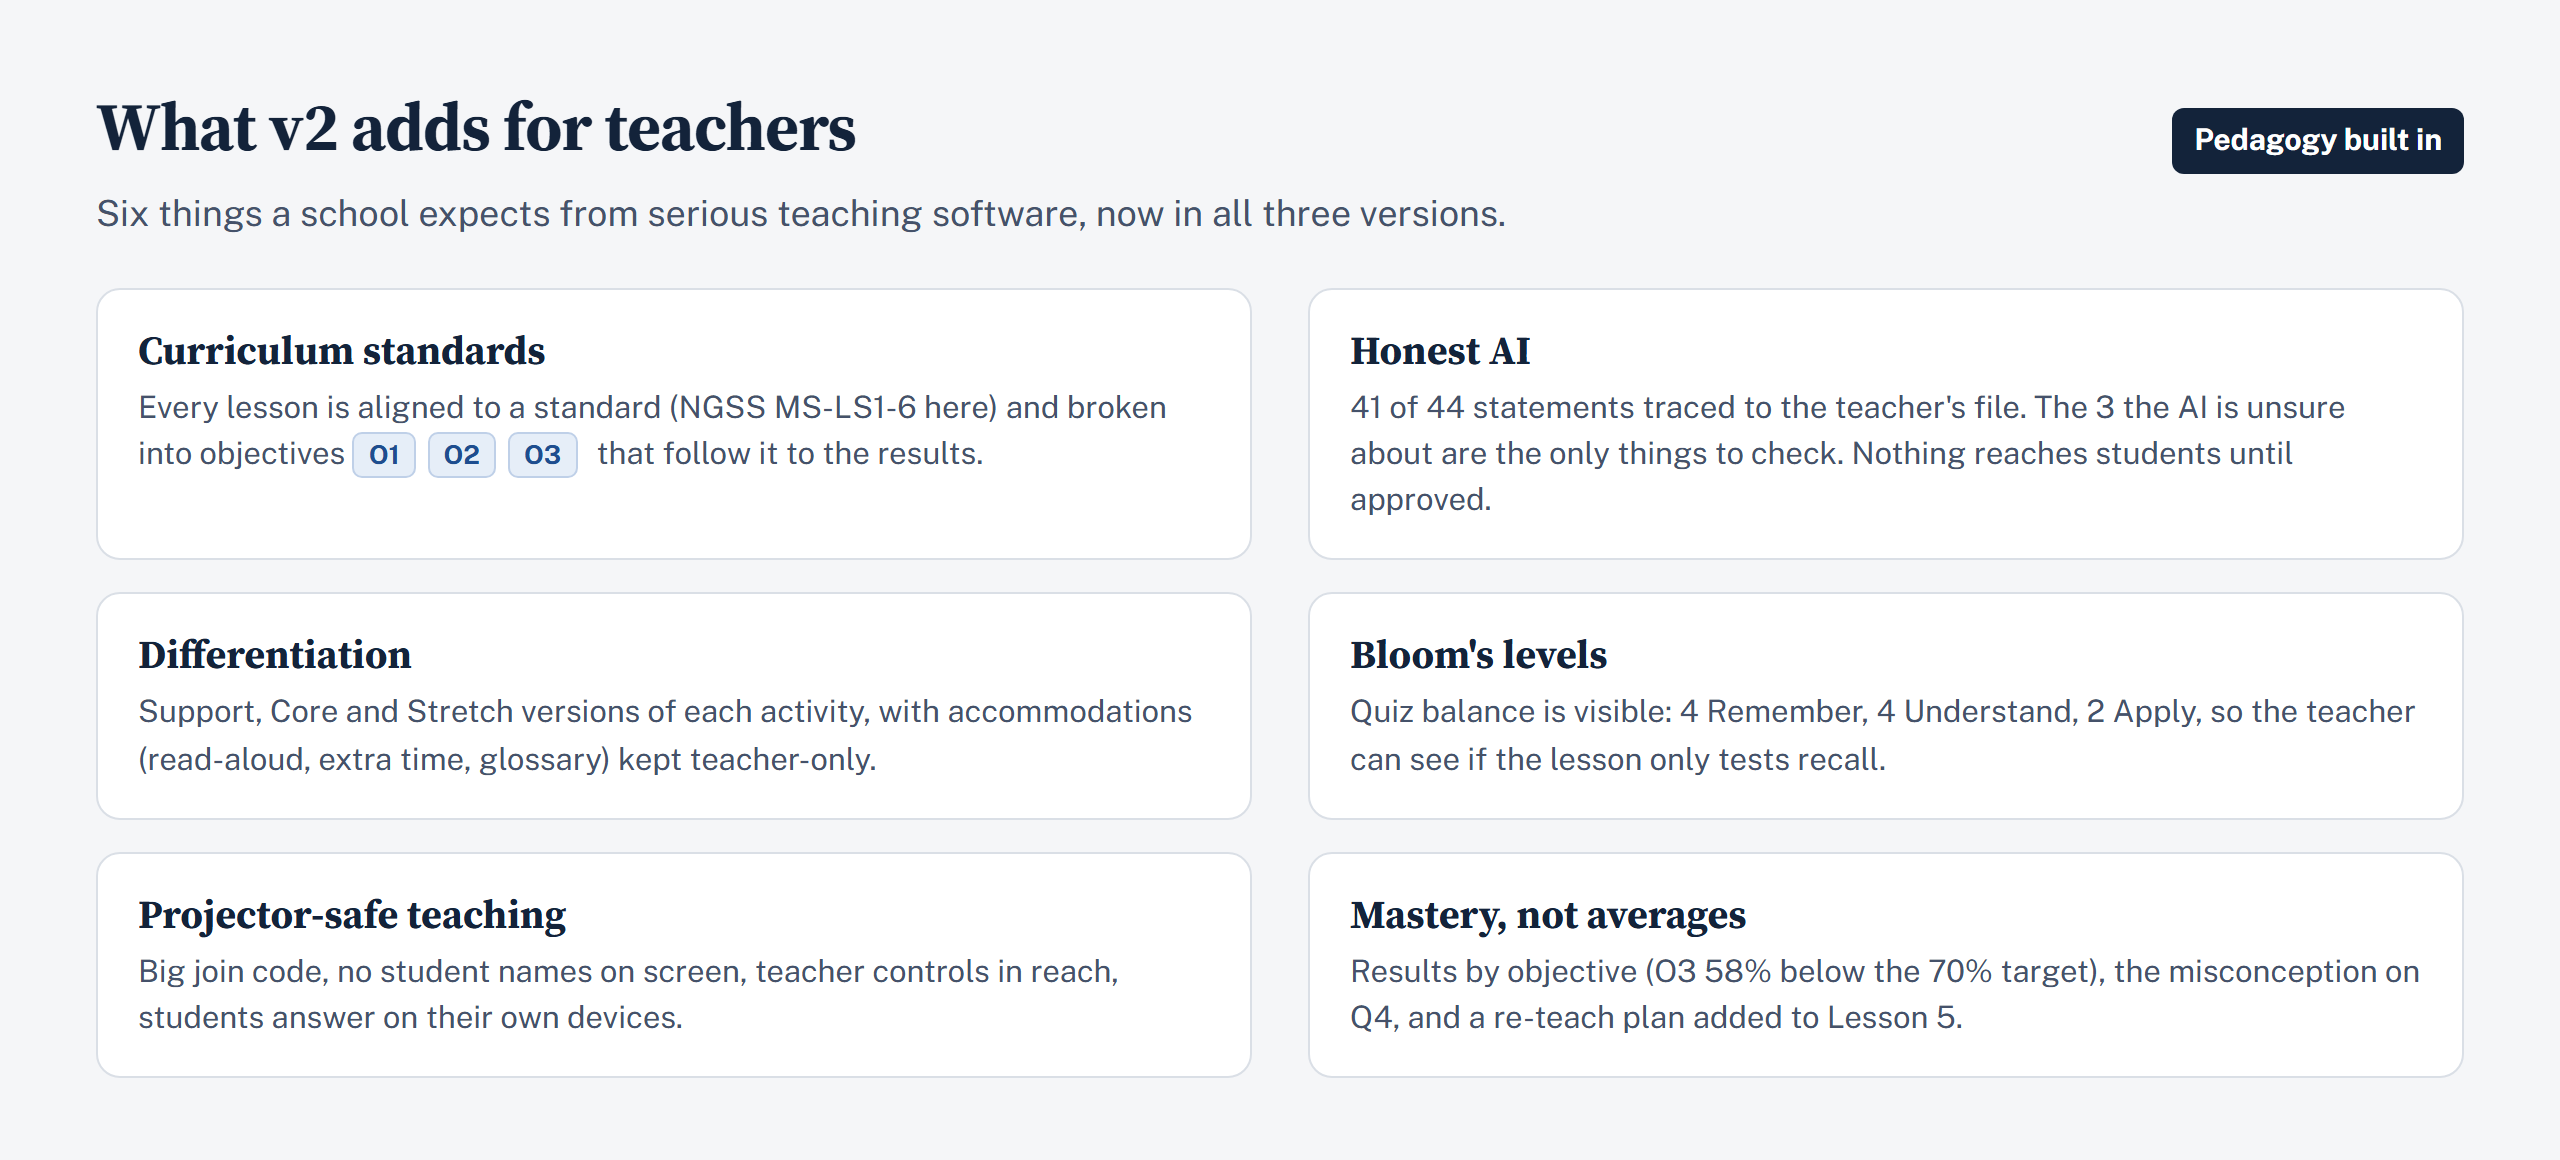 What v2 adds for teachers
Pedagogy built in
Six things a school expects from serious teaching software, now in all three versions.
Curriculum standards
Every lesson is aligned to a standard (NGSS MS-LS1-6 here) and broken
into objectives O1 O2 O3 that follow it to the results.
Honest AI
41 of 44 statements traced to the teacher's file. The 3 the AI is unsure
about are the only things to check. Nothing reaches students until
approved.
Differentiation
Support, Core and Stretch versions of each activity, with accommodations
(read-aloud, extra time, glossary) kept teacher-only.
Bloom's levels
Quiz balance is visible: 4 Remember, 4 Understand, 2 Apply, so the teacher
can see if the lesson only tests recall.
Projector-safe teaching
Big join code, no student names on screen, teacher controls in reach,
students answer on their own devices.
Mastery, not averages
Results by objective (O3 58% below the 70% target), the misconception on
Q4, and a re-teach plan added to Lesson 5.